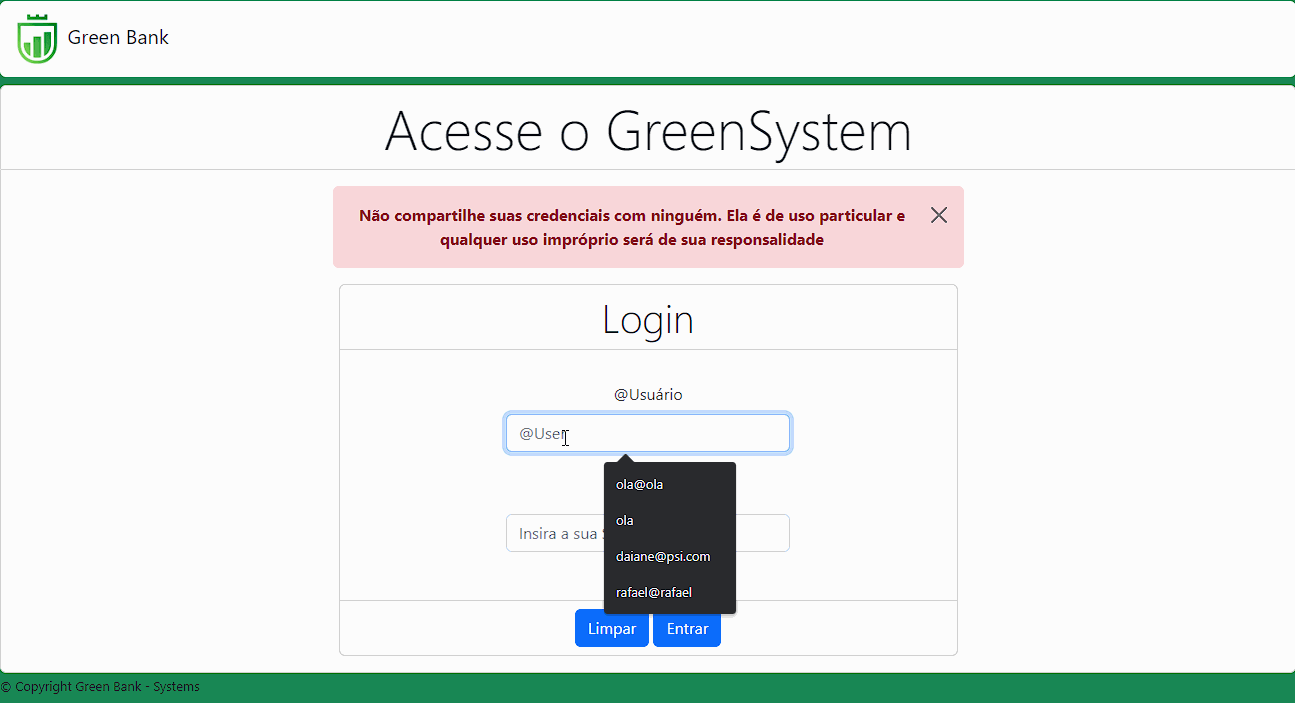 Green Bank
Acesse o GreenSystem
Não compartilhe suas credenciais com ninguém. Ela é de uso particular e
qualquer uso impróprio será de sua responsalidade
Login
@Usuário
@User
ola@ola
ola
Insira a sua
daiane@psi.com
rafael@rafael
Limpar Entrar
© Copyright Green Bank - Systems